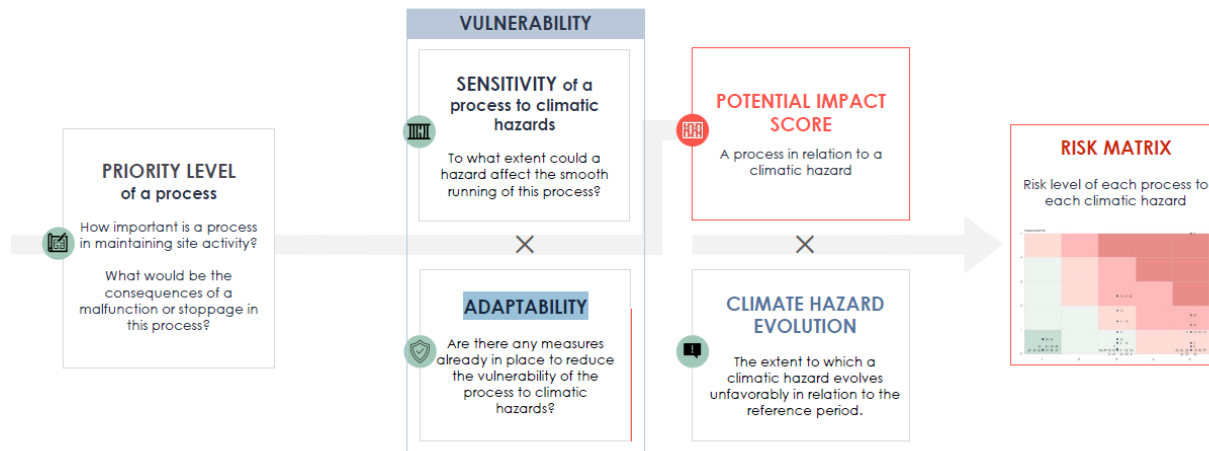 PRIORITY LEVEL
of a process
How important is a process
in maintaining site activity?
What would be the
consequences of a
malfunction or stoppage in
this process?
VULNERABILITY
SENSITIVITY of a
process to climatic
hazards
To what extent could a
hazard affect the smooth
running of this process?
×
ADAPTABILITY
Are there any measures
already in place to reduce
the vulnerability of the
process to climatic
hazards?
POTENTIAL IMPACT
SCORE
A process in relation to a
climatic hazard
×
CLIMATE HAZARD
EVOLUTION
The extent to which a
climatic hazard evolves
unfavorably in relation to the
reference period.
RISK MATRIX
Risk level of each process to
each climatic hazard